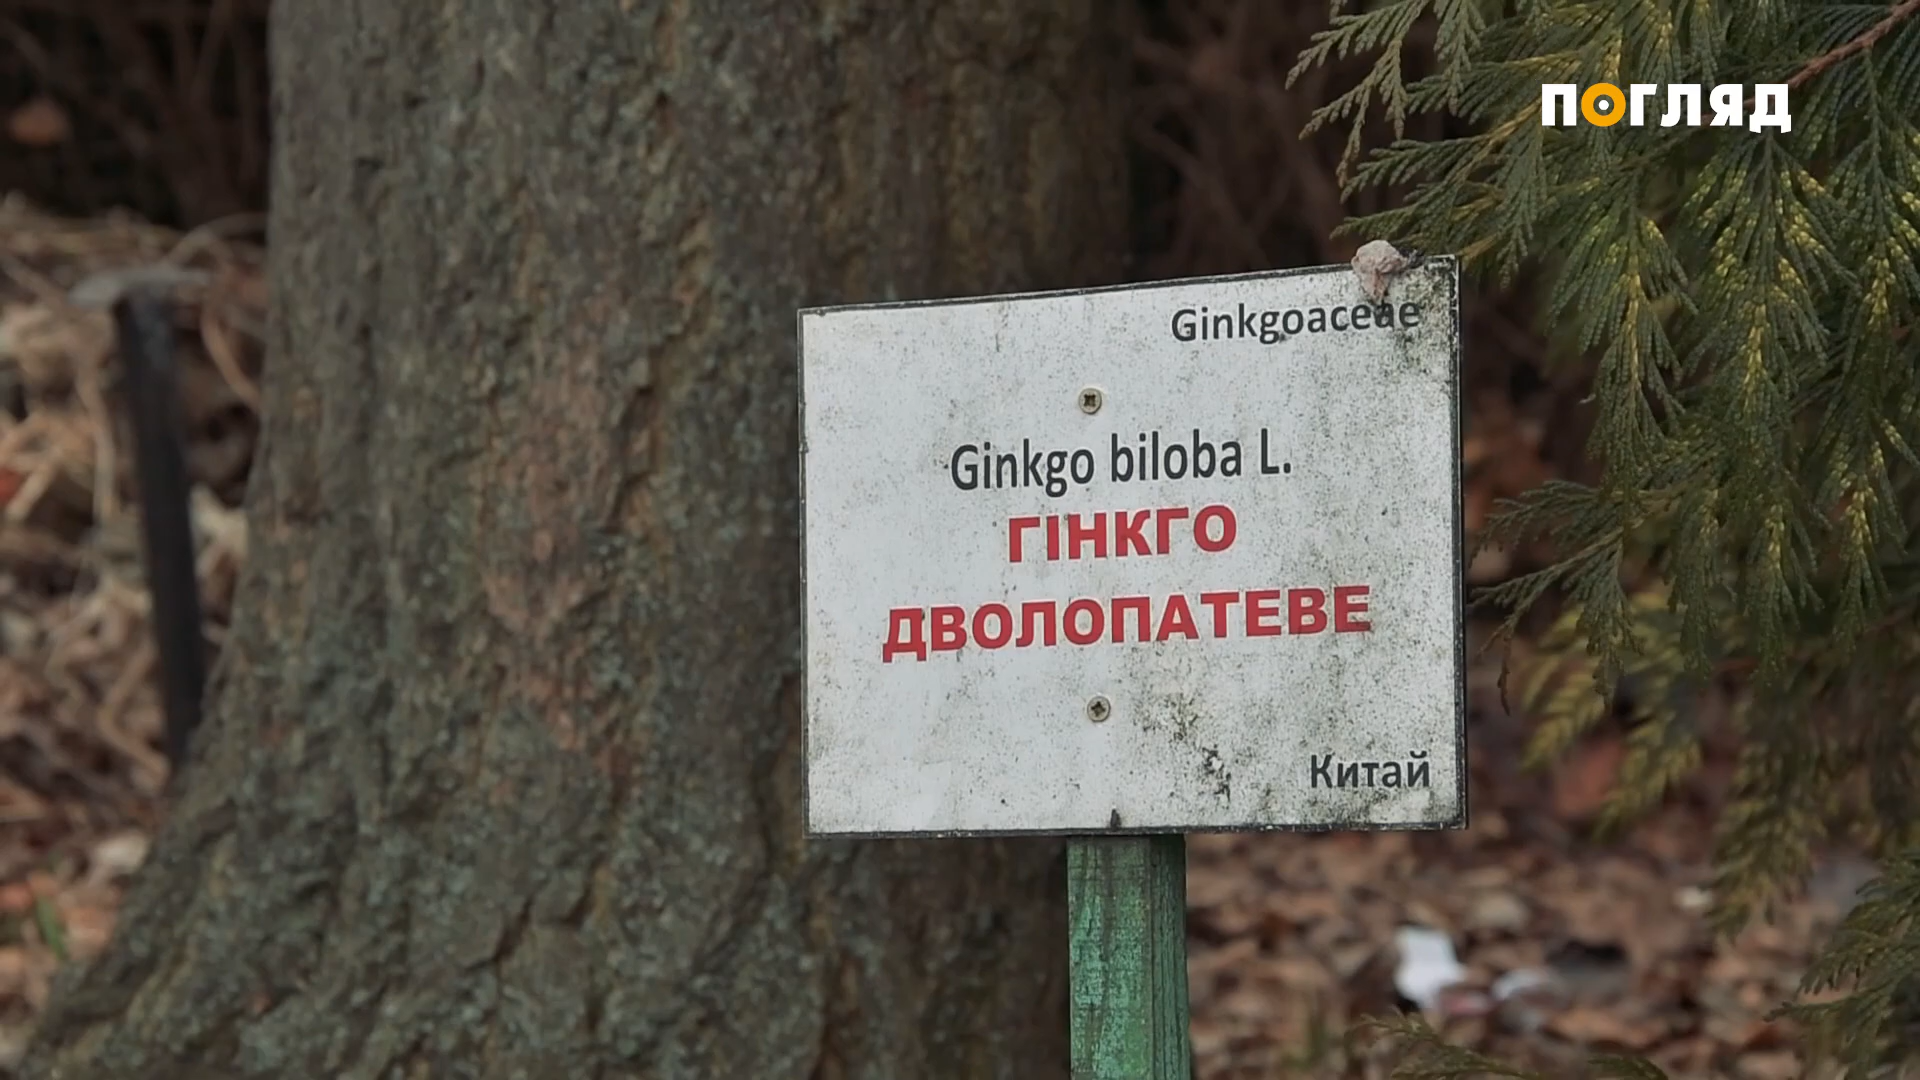 ПОГЛЯД
Ginkgoaceae
Ginkgo biloba L.
ГІНКГО
ДВОЛОПАТЕВЕ
Китай